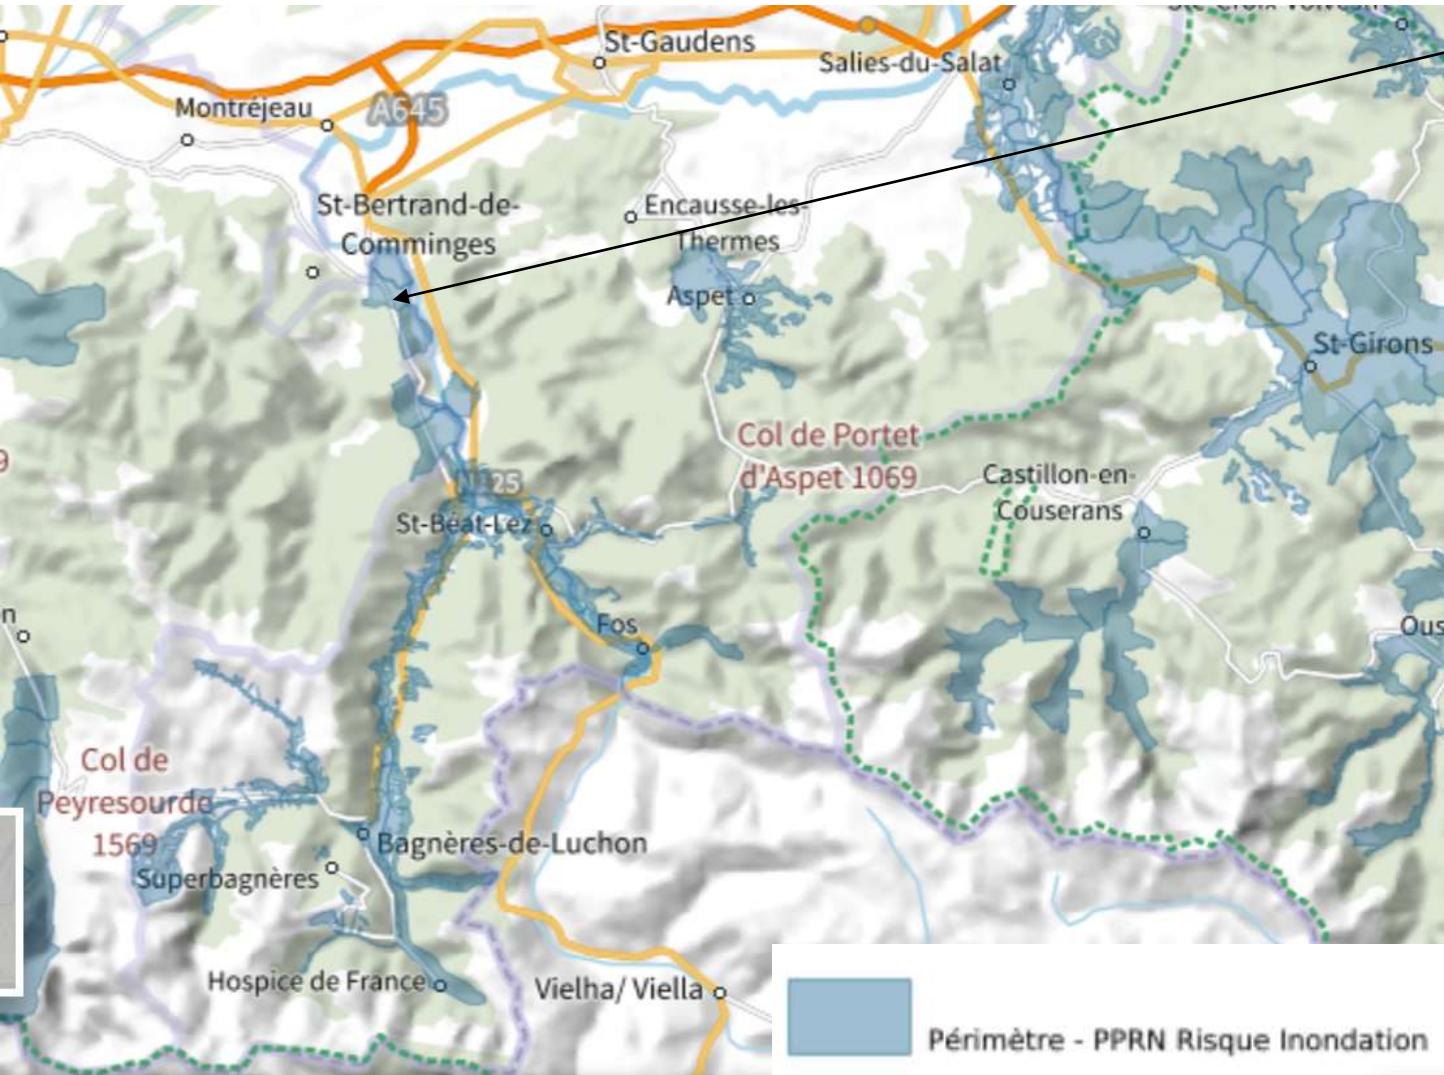 St-Gaudens
Salies-du-Salat
Montréjeau
A645
St-Bertrand-de-
Comminges
Encausse-les-
Thermes
Aspet
St-Girons
Col de Portet
d'Aspet 1069
9
Castillon-en-
Couserans
St-Béat-Lez
Fos
n
Ous
Col de
Peyresourde
1569
Bagnères-de-Luchon
Superbagnères
Hospice de France
Vielha/ Viella
Périmètre - PPRN Risque Inondation